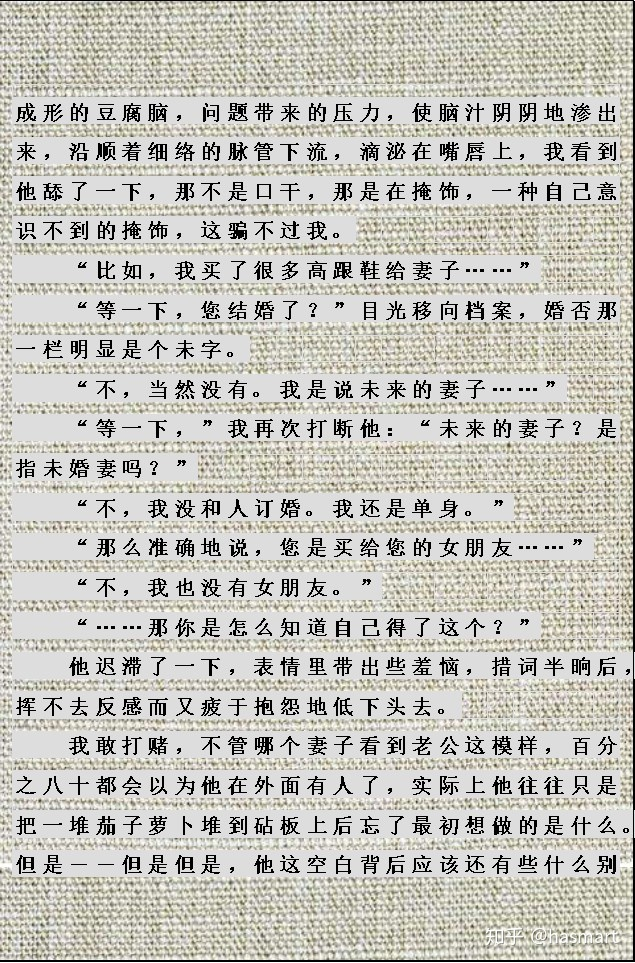 成形的豆腐脑，问题带来的压力，使脑汁阴阴地渗出
来，沿顺着细络的脉管下流，滴泌在嘴唇上，我看到
他舔了一下，那不是口干，那是在掩饰，一种自己意
识不到的掩饰，这骗不过我。
“比如，我买了很多高跟鞋给妻子……”
“等一下，您结婚了？”目光移向档案，婚否那
一栏明显是个未字。
“不，当然没有。我是说未来的妻子……”
“等一下，”我再次打断他：“未来的妻子？是
指未婚妻吗？”
“不，我没和人订婚。我还是单身。”
“那么准确地说，您是买给您的女朋友……”
“不，我也没有女朋友。”
“……那你是怎么知道自己得了这个？”
他迟滞了一下，表情里带出些羞恼，措词半晌后，
挥不去反感而又疲于抱怨地低下头去。
我敢打赌，不管哪个妻子看到老公这模样，百分
之八十都会以为他在外面有人了，实际上他往往只是
把一堆茄子萝卜堆到砧板上后忘了最初想做的是什么。
但是——但是但是，他这空白背后应该还有些什么别
知乎 @hasmart